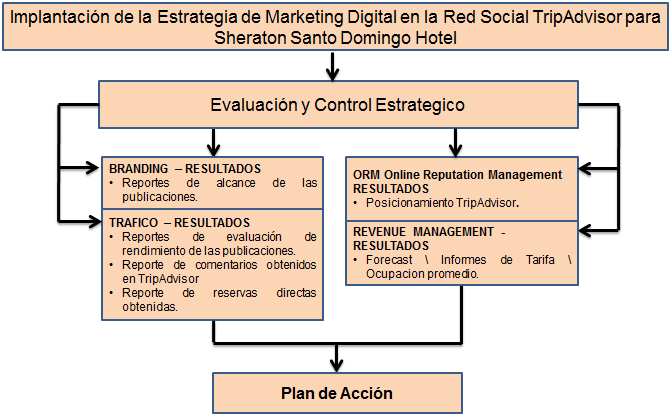 Implantación de la Estrategia de Marketing Digital en la Red Social TripAdvisor para
Sheraton Santo Domingo Hotel
Evaluación y Control Estrategico
BRANDING – RESULTADOS
• Reportes de alcance de las
publicaciones.
TRAFICO – RESULTADOS
• Reportes de evaluación de
rendimiento de las publicaciones.
• Reporte de comentarios obtenidos
en TripAdvisor
• Reporte de reservas directas
obtenidas.
ORM Online Reputation Management
RESULTADOS
• Posicionamiento TripAdvisor.
REVENUE MANAGEMENT -
RESULTADOS
• Forecast \ Informes de Tarifa \
Ocupacion promedio.
Plan de Acción